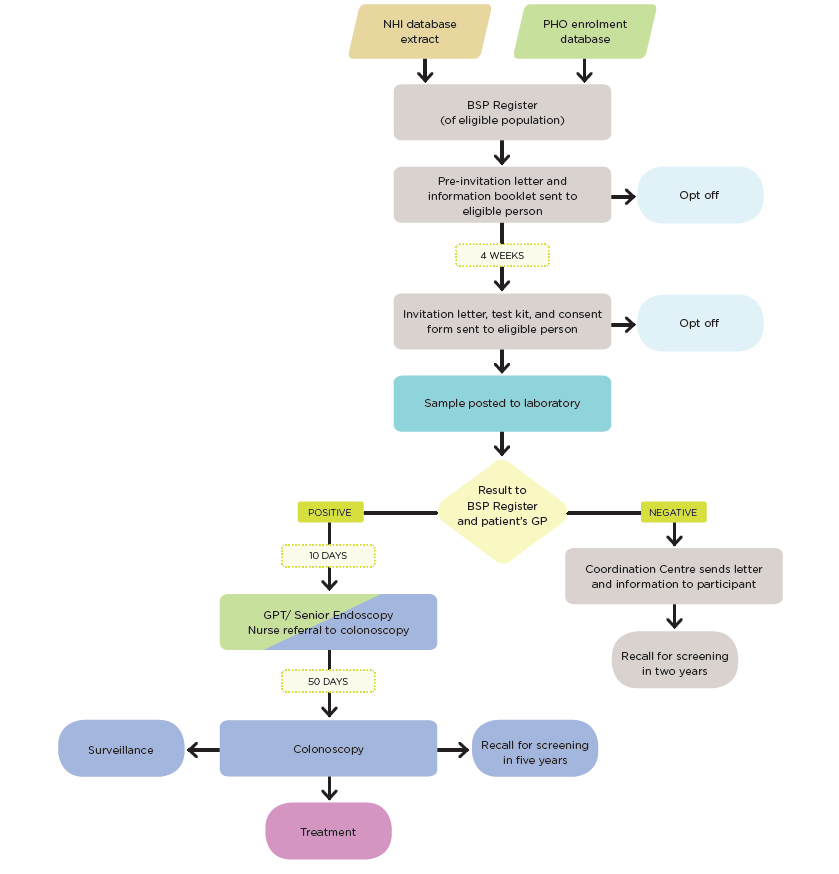 NHI database
extract
PHO enrolment
database
BSP Register
(of eligible population)
Pre-invitation letter and
information booklet sent to
eligible person
Opt off
4 WEEKS
Invitation letter, test kit, and consent
form sent to eligible person
Opt off
Sample posted to laboratory
Result to
BSP Register
and patient's GP
POSITIVE
NEGATIVE
10 DAYS
Coordination Centre sends letter
and information to participant
GPT/ Senior Endoscopy
Nurse referral to colonoscopy
Recall for screening
in two years
50 DAYS
Surveillance
Colonoscopy
Recall for screening
in five years
Treatment